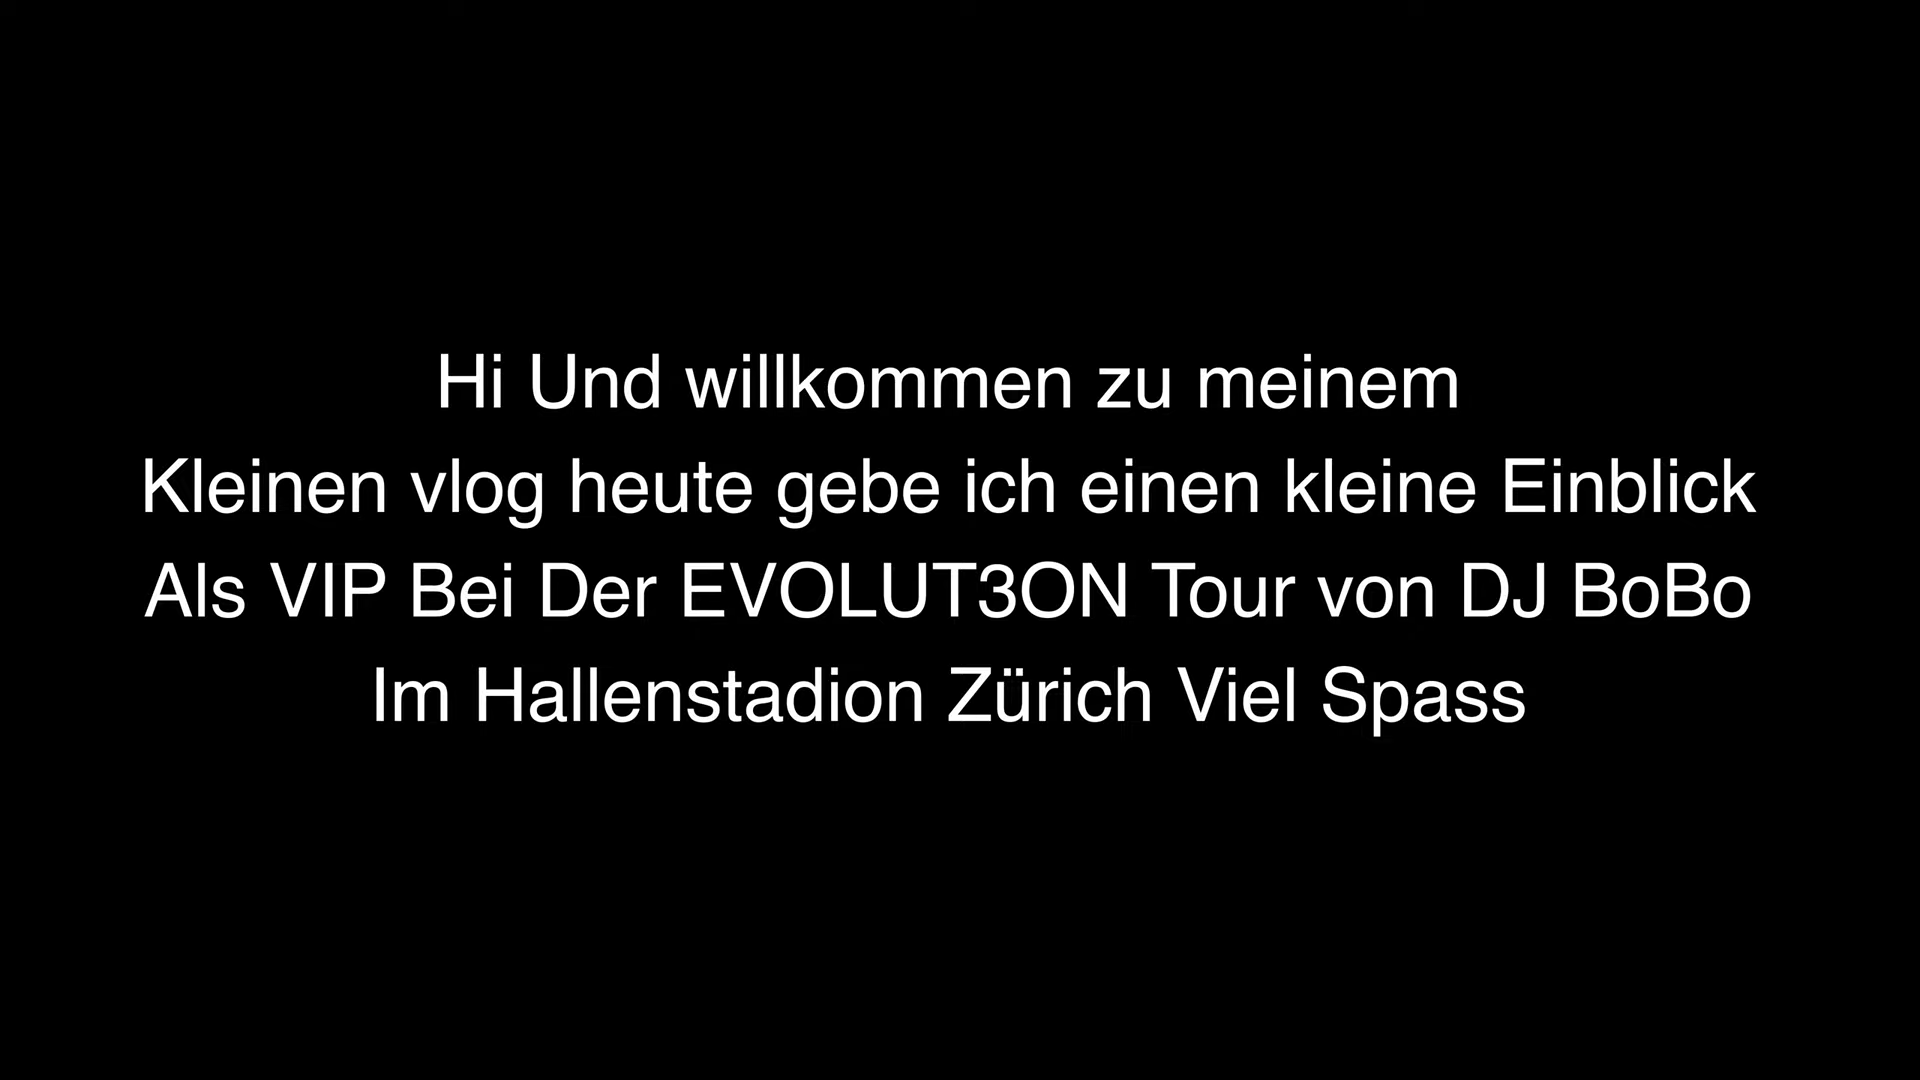 Hi Und willkommen zu meinem
Kleinen vlog heute gebe ich einen kleine Einblick
Als VIP Bei Der EVOLUT3ON Tour von DJ BoBo
Im Hallenstadion Zürich Viel Spass